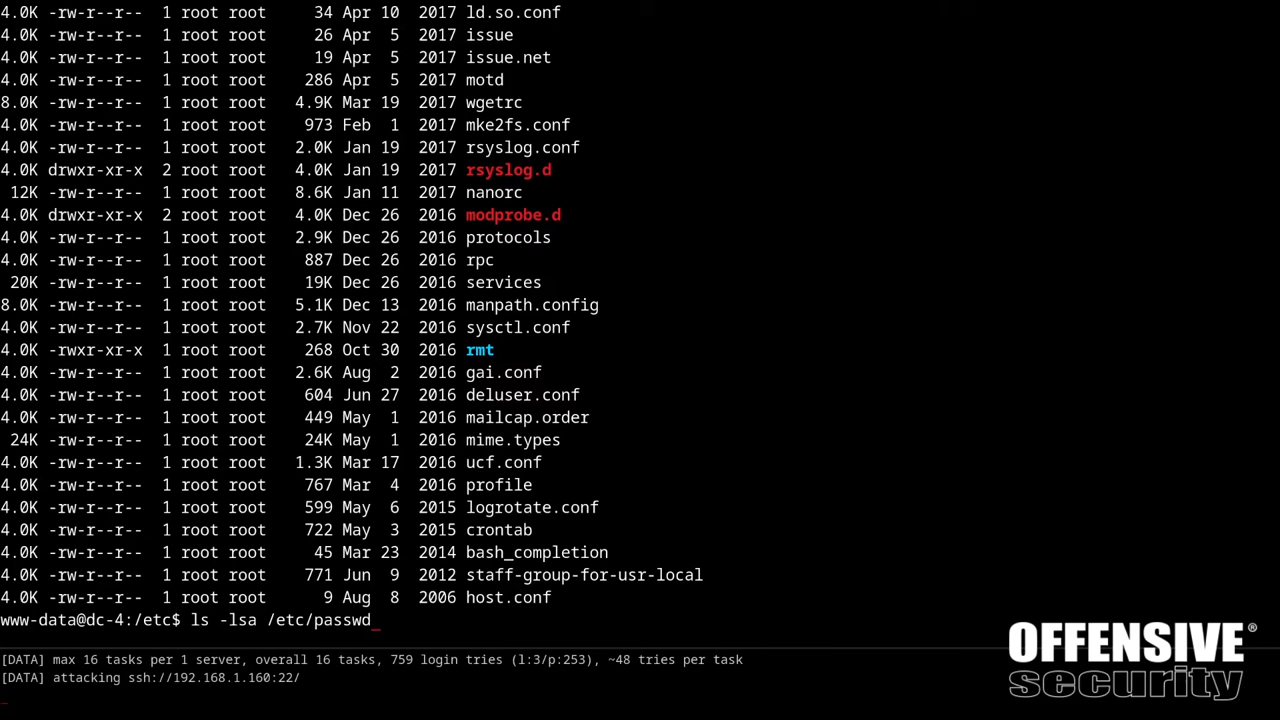 4.0K -rw-r--r--  1 root root     34 Apr 10  2017 ld.so.conf
4.0K -rw-r--r--  1 root root     26 Apr  5  2017 issue
4.0K -rw-r--r--  1 root root     19 Apr  5  2017 issue.net
4.0K -rw-r--r--  1 root root    286 Apr  5  2017 motd
8.0K -rw-r--r--  1 root root   4.9K Mar 19  2017 wgetrc
4.0K -rw-r--r--  1 root root    973 Feb  1  2017 mke2fs.conf
4.0K -rw-r--r--  1 root root   2.0K Jan 19  2017 rsyslog.conf
4.0K drwxr-xr-x  2 root root   4.0K Jan 19  2017 rsyslog.d
 12K -rw-r--r--  1 root root   8.6K Jan 11  2017 nanorc
4.0K drwxr-xr-x  2 root root   4.0K Dec 26  2016 modprobe.d
4.0K -rw-r--r--  1 root root   2.9K Dec 26  2016 protocols
4.0K -rw-r--r--  1 root root    887 Dec 26  2016 rpc
 20K -rw-r--r--  1 root root    19K Dec 26  2016 services
8.0K -rw-r--r--  1 root root   5.1K Dec 13  2016 manpath.config
4.0K -rw-r--r--  1 root root   2.7K Nov 22  2016 sysctl.conf
4.0K -rwxr-xr-x  1 root root    268 Oct 30  2016 rmt
4.0K -rw-r--r--  1 root root   2.6K Aug  2  2016 gai.conf
4.0K -rw-r--r--  1 root root    604 Jun 27  2016 deluser.conf
4.0K -rw-r--r--  1 root root    449 May  1  2016 mailcap.order
 24K -rw-r--r--  1 root root    24K May  1  2016 mime.types
4.0K -rw-r--r--  1 root root   1.3K Mar 17  2016 ucf.conf
4.0K -rw-r--r--  1 root root    767 Mar  4  2016 profile
4.0K -rw-r--r--  1 root root    599 May  6  2015 logrotate.conf
4.0K -rw-r--r--  1 root root    722 May  3  2015 crontab
4.0K -rw-r--r--  1 root root     45 Mar 23  2014 bash_completion
4.0K -rw-r--r--  1 root root    771 Jun  9  2012 staff-group-for-usr-local
4.0K -rw-r--r--  1 root root      9 Aug  8  2006 host.conf
www-data@dc-4:/etc$ ls -lsa /etc/passwd_
[DATA] max 16 tasks per 1 server, overall 16 tasks, 759 login tries (l:3/p:253), ~48 tries per task
[DATA] attacking ssh://192.168.1.160:22/
OFFENSIVE®
security